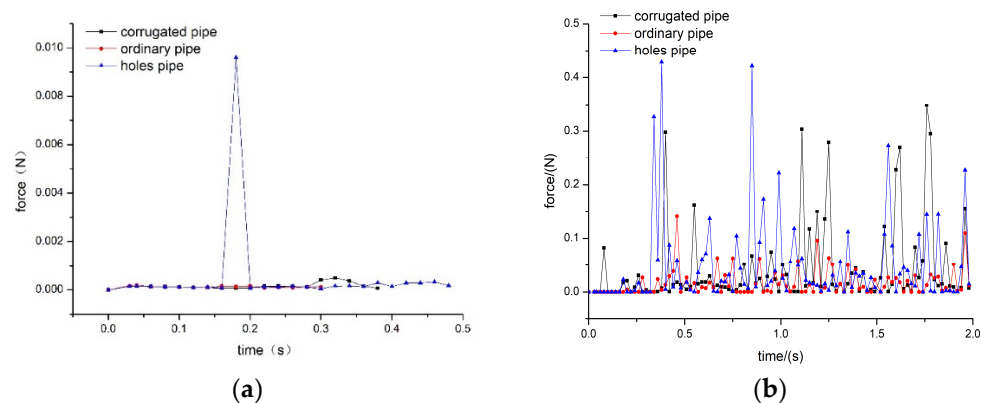 corrugated pipe
ordinary pipe
holes pipe
0.010
0.008
0.006
0.004
0.002
0.000
force（N）
0.0 0.1 0.2 0.3 0.4 0.5
time（s）
(a)
corrugated pipe
ordinary pipe
holes pipe
0.5
0.4
0.3
0.2
0.1
0.0
force/(N)
0.0 0.5 1.0 1.5 2.0
time/(s)
(b)